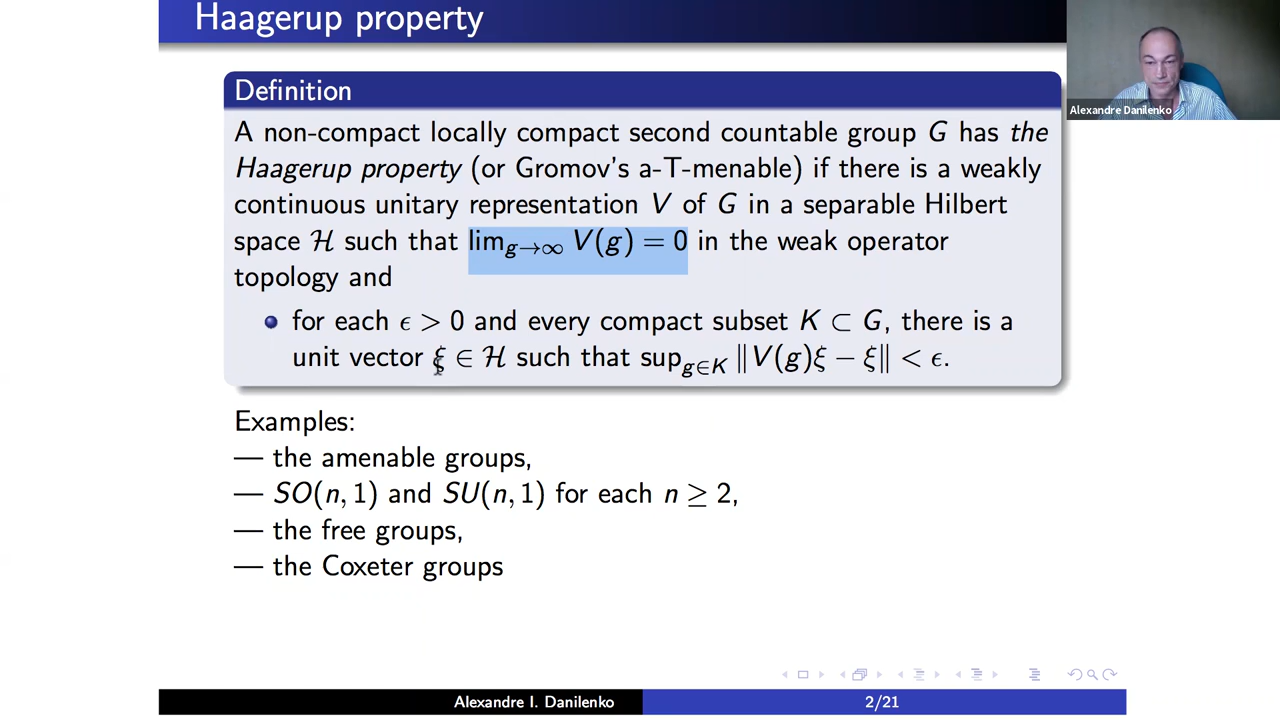 Haagerup property
Alexandre Danilenko
Definition
A non-compact locally compact second countable group G has the
Haagerup property (or Gromov's a-T-menable) if there is a weakly
continuous unitary representation V of G in a separable Hilbert
space ℋ such that lim_{g→∞} V(g) = 0 in the weak operator
topology and
for each ϵ > 0 and every compact subset K ⊂ G, there is a
unit vector ξ ∈ ℋ such that sup_{g∈K} ‖V(g)ξ − ξ‖ < ϵ.
Examples:
— the amenable groups,
— SO(n, 1) and SU(n, 1) for each n ≥ 2,
— the free groups,
— the Coxeter groups
Alexandre I. Danilenko
2/21